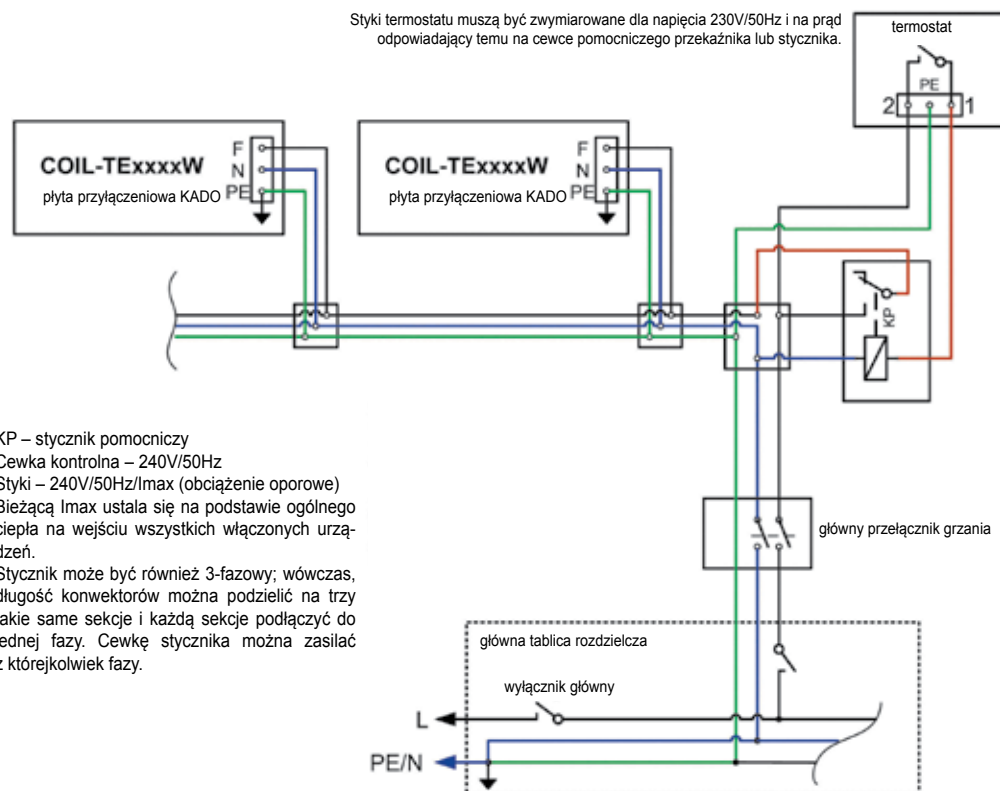 Styki termostatu muszą być zwymiarowane dla napięcia 230V/50Hz i na prąd
odpowiadający temu na cewce pomocniczego przekaźnika lub stycznika.
termostat
PE
2
1
COIL-TExxxxW
płyta przyłączeniowa KADO
F
N
PE
COIL-TExxxxW
płyta przyłączeniowa KADO
F
N
PE
KP
KP – stycznik pomocniczy
Cewka kontrolna – 240V/50Hz
Styki – 240V/50Hz/Imax (obciążenie oporowe)
Bieżącą Imax ustala się na podstawie ogólnego
ciepła na wejściu wszystkich włączonych urzą-
dzeń.
Stycznik może być również 3-fazowy; wówczas,
długość konwektorów można podzielić na trzy
takie same sekcje i każdą sekcje podłączyć do
jednej fazy. Cewkę stycznika można zasilać
z którejkolwiek fazy.
główny przełącznik grzania
główna tablica rozdzielcza
wyłącznik główny
L
PE/N